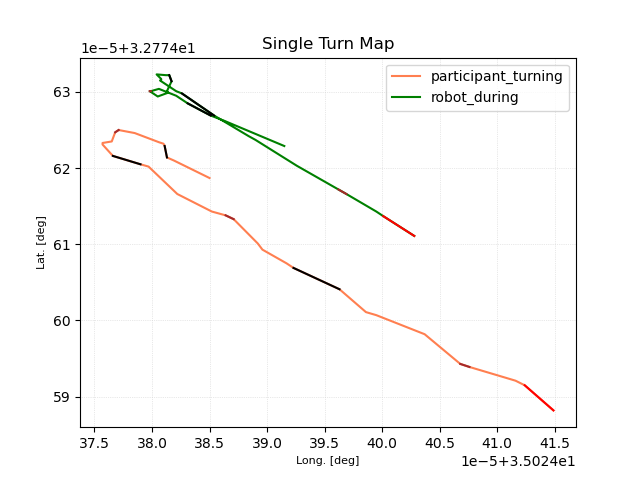 Single Turn Map
1e−5+3.2774e1
participant_turning
robot_during
63
62
61
60
59
Lat. [deg]
37.5 38.0 38.5 39.0 39.5 40.0 40.5 41.0 41.5
Long. [deg]
1e−5+3.5024e1